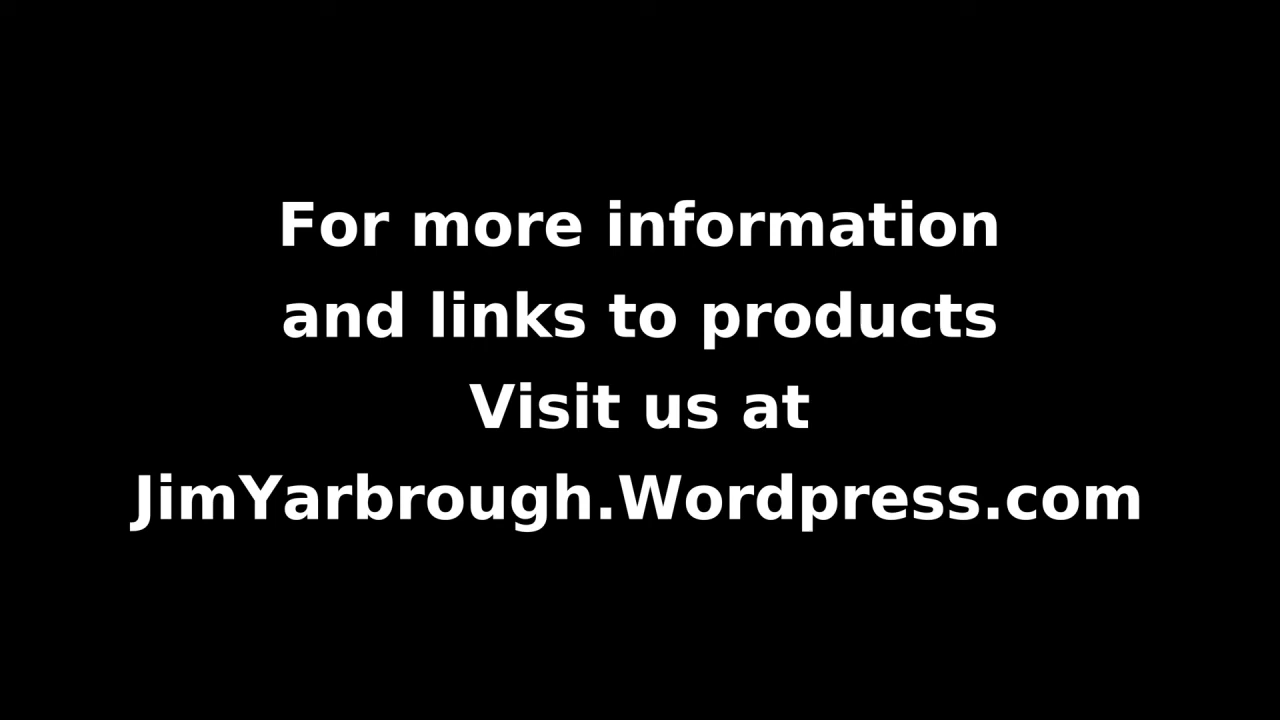 For more information
and links to products
Visit us at
JimYarbrough.Wordpress.com